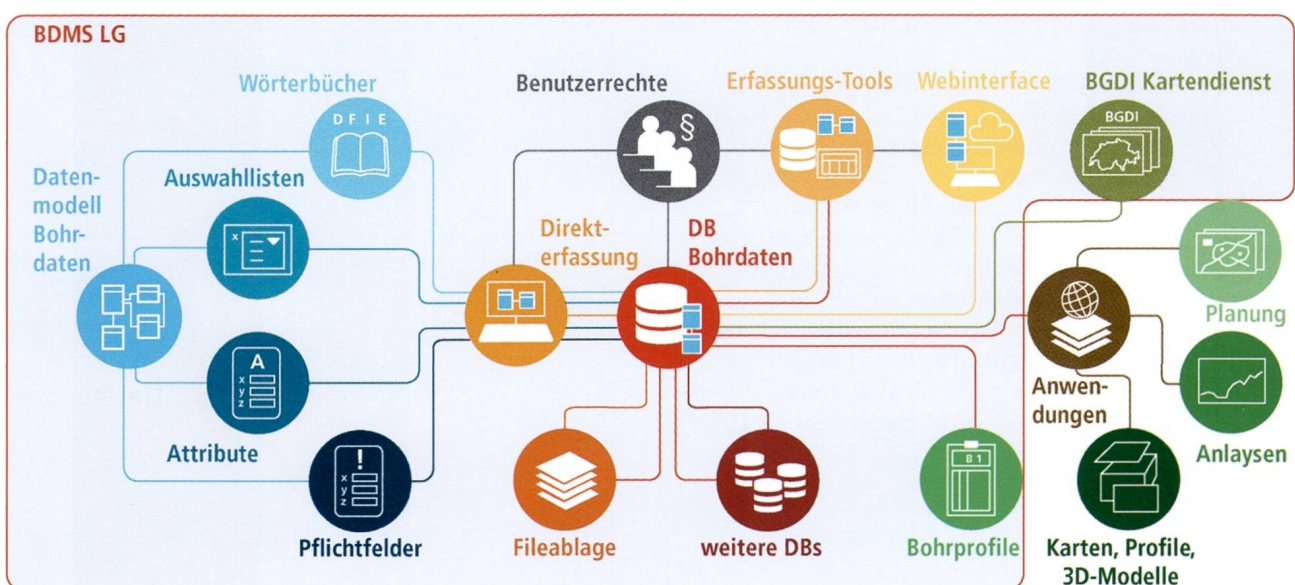 BDMS LG
Wörterbücher
Benutzerrechte
Erfassungs-Tools
Webinterface
BGDI Kartendienst
D F I E
§
BGDI
Daten-
modell
Bohr-
daten
Auswahllisten
x
Direkt-
erfassung
DB
Bohrdaten
Planung
A
x
y
z
Anwen-
dungen
Attribute
!
x
y
z
B 1
Anlaysen
Pflichtfelder
Fileablage
weitere DBs
Bohrprofile
Karten, Profile,
3D-Modelle